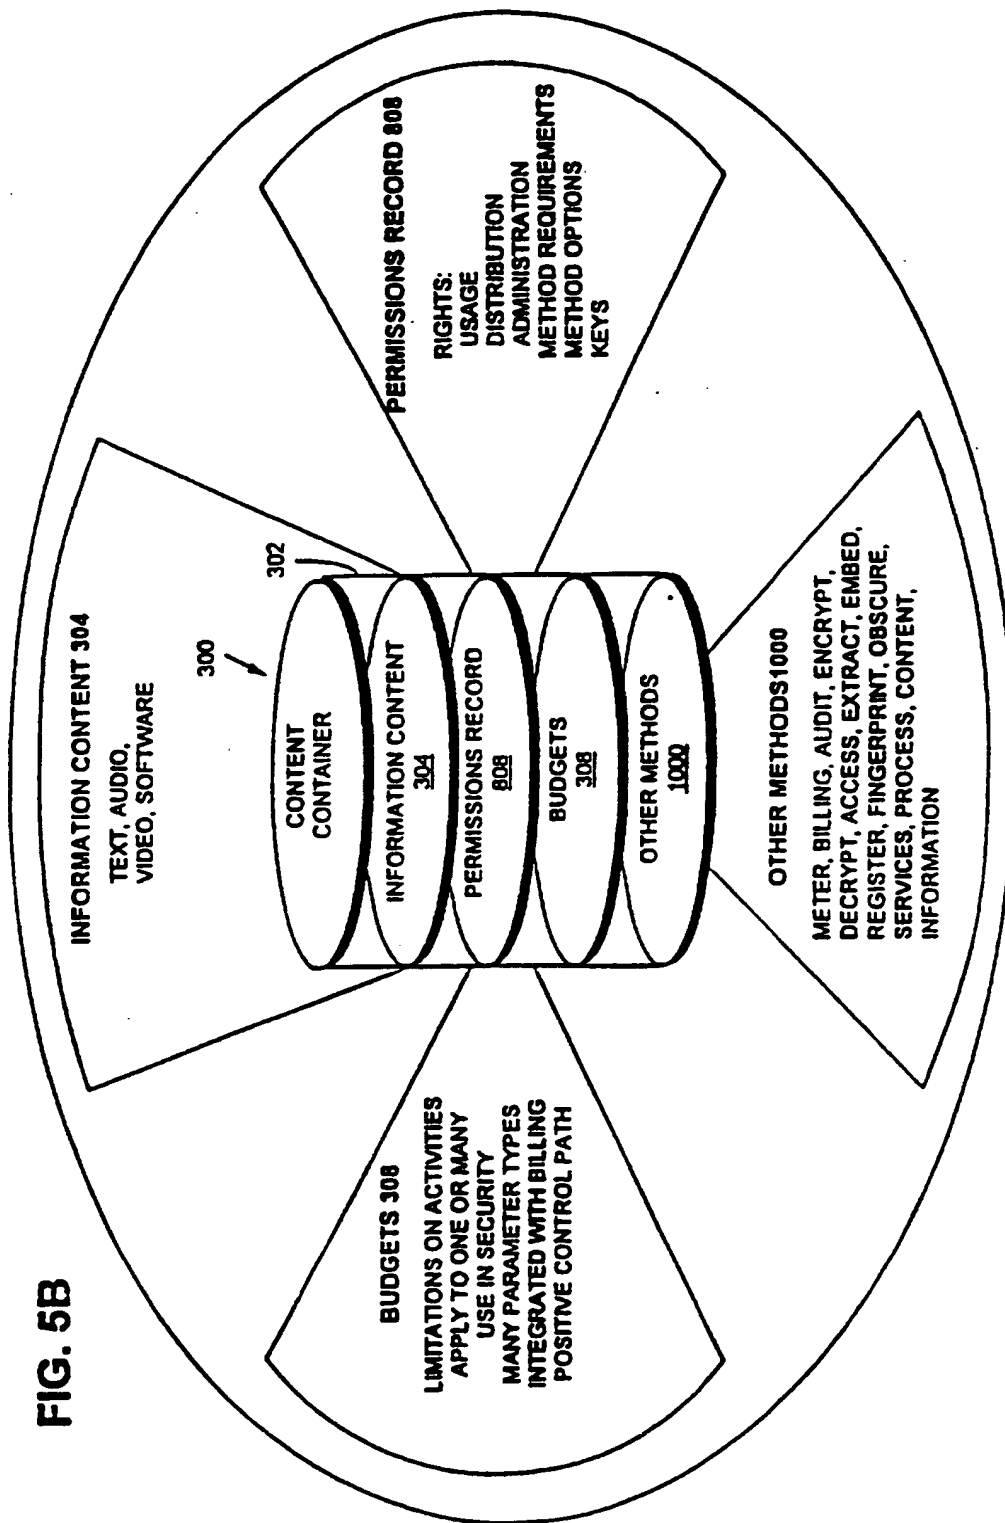 FIG. 5B
INFORMATION CONTENT 304
TEXT, AUDIO,
VIDEO, SOFTWARE
BUDGETS 308
LIMITATIONS ON ACTIVITIES
APPLY TO ONE OR MANY
USE IN SECURITY
MANY PARAMETER TYPES
INTEGRATED WITH BILLING
POSITIVE CONTROL PATH
300
302
CONTENT
CONTAINER
INFORMATION CONTENT
304
PERMISSIONS RECORD
808
BUDGETS
308
OTHER METHODS
1000
PERMISSIONS RECORD 808
RIGHTS:
USAGE
DISTRIBUTION
ADMINISTRATION
METHOD REQUIREMENTS
METHOD OPTIONS
KEYS
OTHER METHODS1000
METER, BILLING, AUDIT, ENCRYPT,
DECRYPT, ACCESS, EXTRACT, EMBED,
REGISTER, FINGERPRINT, OBSCURE,
SERVICES, PROCESS, CONTENT,
INFORMATION